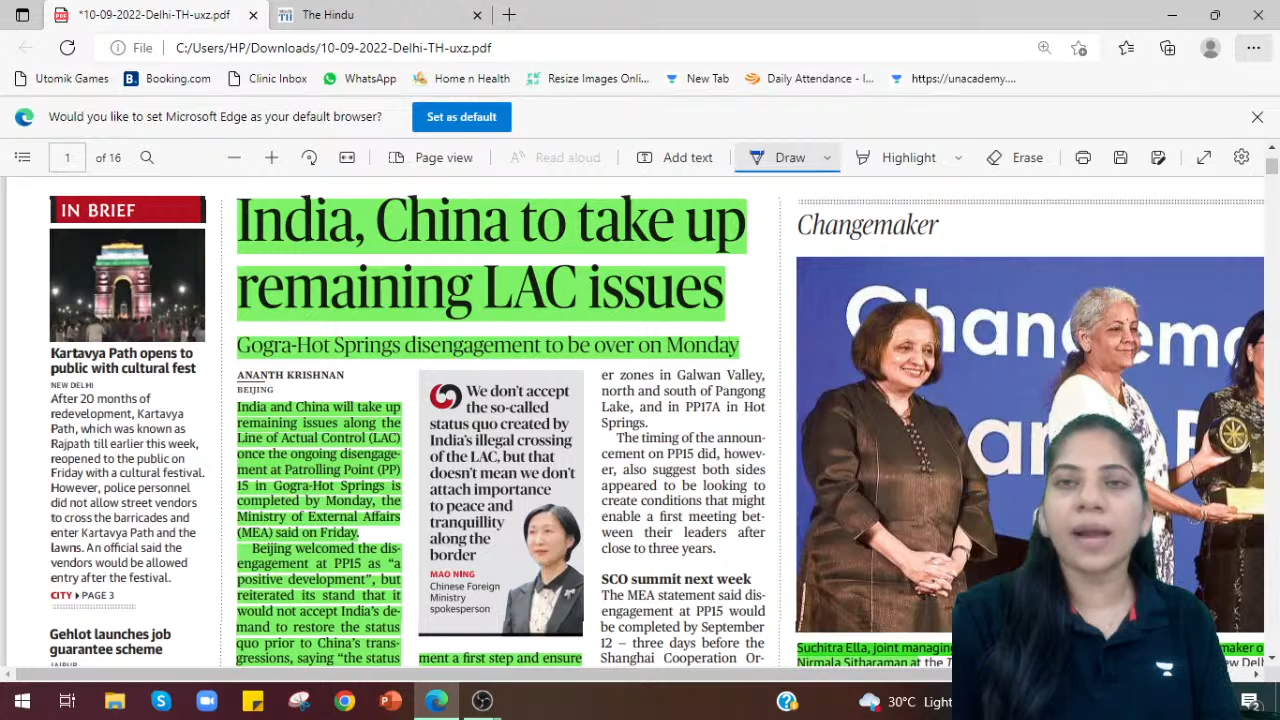 *10-09-2022-Delhi-TH-uxz.pdf
The Hindu
File C:/Users/HP/Downloads/10-09-2022-Delhi-TH-uxz.pdf
Utomik Games Booking.com Clinic Inbox WhatsApp Home n Health Resize Images Onli... New Tab Daily Attendance - I... https://unacademy....
Would you like to set Microsoft Edge as your default browser? Set as default
1 of 16 Page view Read aloud Add text Draw Highlight Erase
IN BRIEF
Kartavya Path opens to
public with cultural fest
NEW DELHI
After 20 months of
redevelopment, Kartavya
Path, which was known as
Rajpath till earlier this week,
reopened to the public on
Friday with a cultural festival.
However, police personnel
did not allow street vendors
to cross the barricades and
enter Kartavya Path and the
lawns. An official said the
vendors would be allowed
entry after the festival.
CITY PAGE 3
Gehlot launches job
guarantee scheme
JAIPUR
India, China to take up
remaining LAC issues
Gogra-Hot Springs disengagement to be over on Monday
ANANTH KRISHNAN
BEIJING
India and China will take up
remaining issues along the
Line of Actual Control (LAC)
once the ongoing disengage-
ment at Patrolling Point (PP)
15 in Gogra-Hot Springs is
completed by Monday, the
Ministry of External Affairs
(MEA) said on Friday.
Beijing welcomed the dis-
engagement at PP15 as “a
positive development”, but
reiterated its stand that it
would not accept India’s de-
mand to restore the status
quo prior to China’s trans-
gressions, saying “the status
We don’t accept
the so-called
status quo created by
India’s illegal crossing
of the LAC, but that
doesn’t mean we don’t
attach importance
to peace and
tranquillity
along the
border
MAO NING
Chinese Foreign
Ministry
spokesperson
ment a first step and ensure
er zones in Galwan Valley,
north and south of Pangong
Lake, and in PP17A in Hot
Springs.
The timing of the announ-
cement on PP15 did, howev-
er, also suggest both sides
appeared to be looking to
create conditions that might
enable a first meeting bet-
ween their leaders after
close to three years.
SCO summit next week
The MEA statement said dis-
engagement at PP15 would
be completed by September
12 – three days before the
Shanghai Cooperation Or-
Changemaker
Changem
Suchitra Ella, joint managin
Nirmala Sitharaman at the
30°C Light